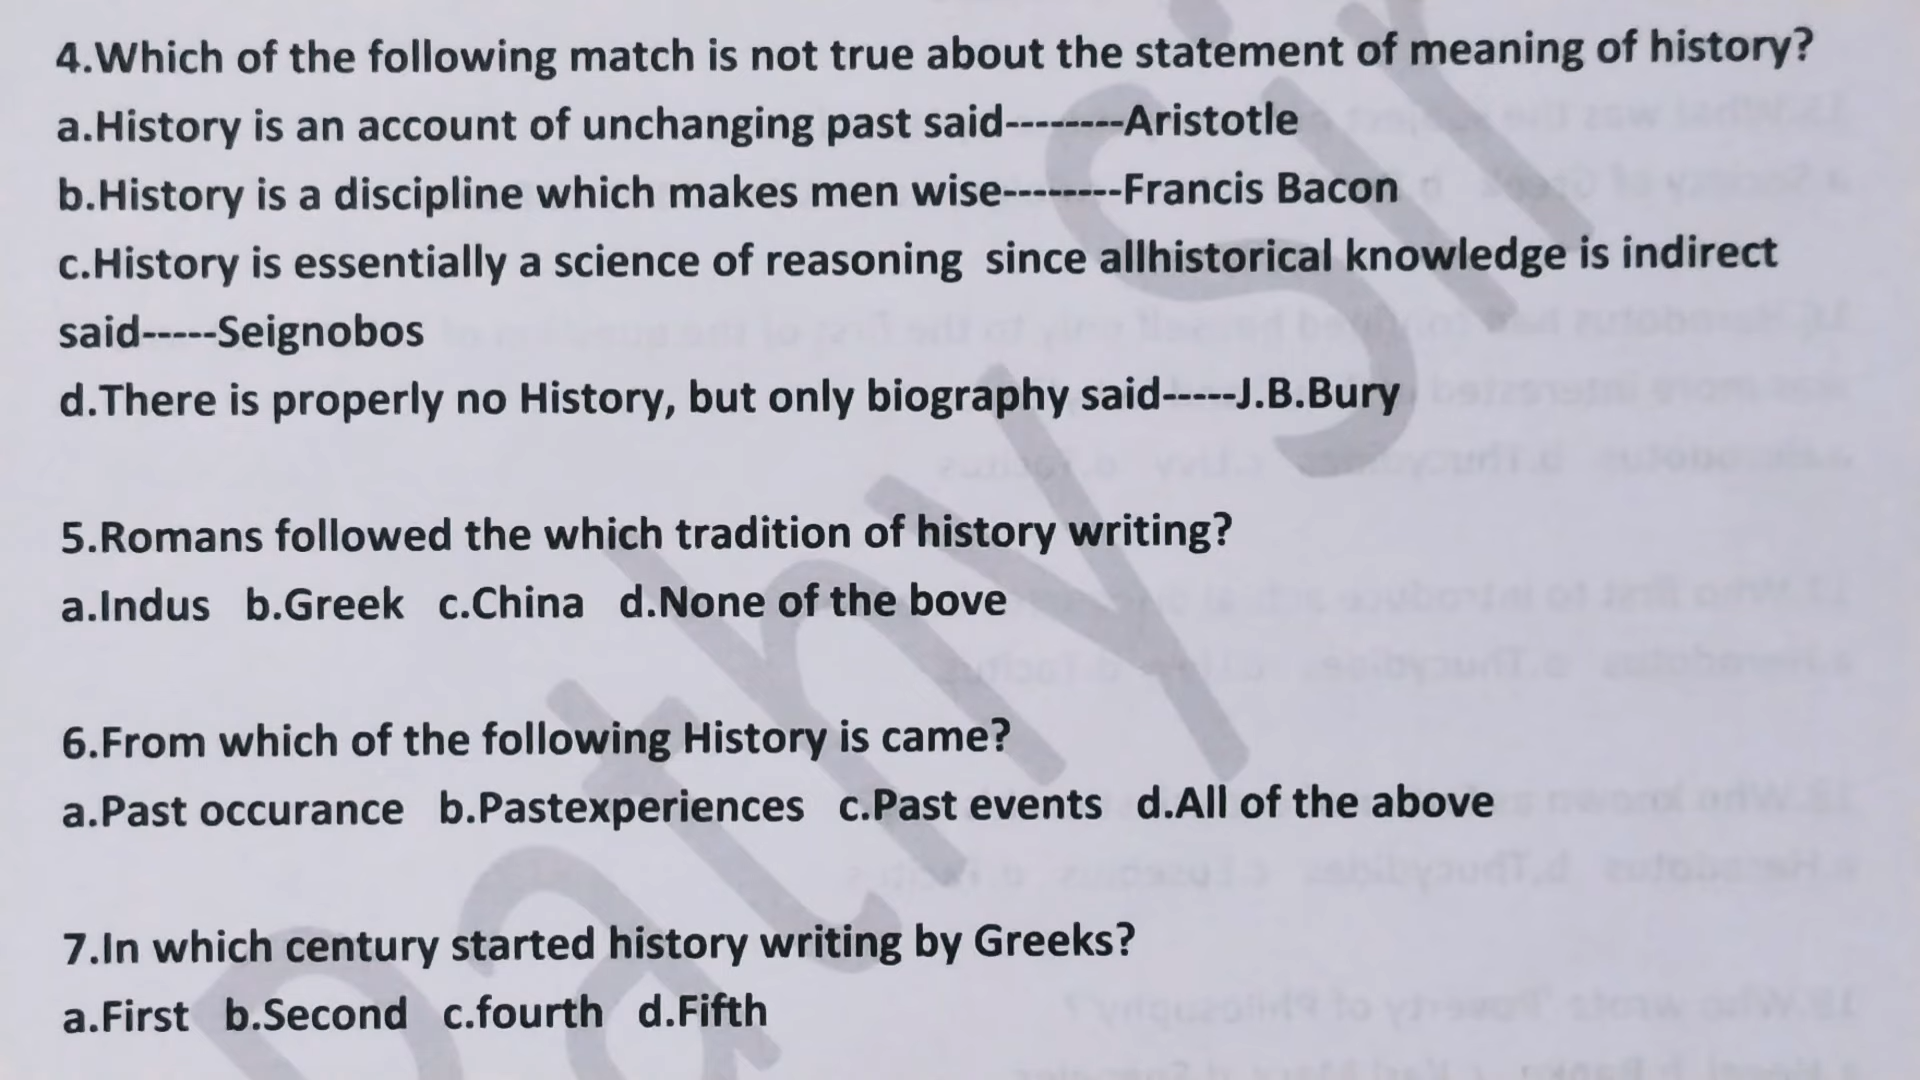 4.Which of the following match is not true about the statement of meaning of history?
a.History is an account of unchanging past said--------Aristotle
b.History is a discipline which makes men wise--------Francis Bacon
c.History is essentially a science of reasoning since allhistorical knowledge is indirect
said-----Seignobos
d.There is properly no History, but only biography said-----J.B.Bury
5.Romans followed the which tradition of history writing?
a.Indus b.Greek c.China d.None of the bove
6.From which of the following History is came?
a.Past occurance b.Pastexperiences c.Past events d.All of the above
7.In which century started history writing by Greeks?
a.First b.Second c.fourth d.Fifth
Pathy Sir